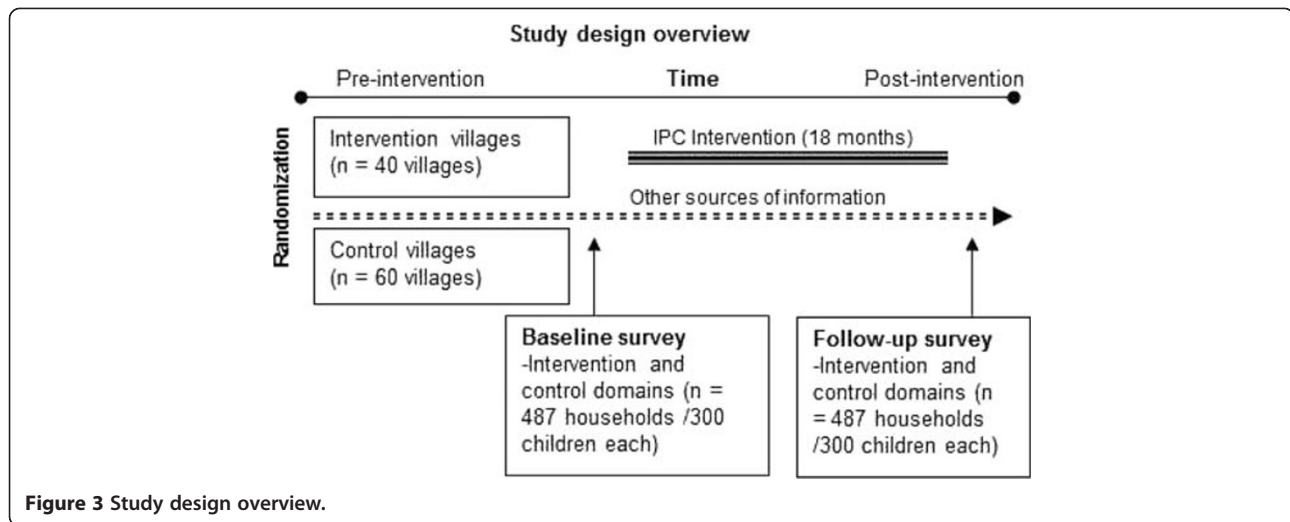 Study design overview
Pre-intervention
Time
Post-intervention
Randomization
Intervention villages
(n = 40 villages)
IPC Intervention (18 months)
Other sources of information
Control villages
(n = 60 villages)
Baseline survey
-Intervention and
control domains (n =
487 households /300
children each)
Follow-up survey
-Intervention and
control domains (n
= 487 households
/300 children each)
Figure 3 Study design overview.